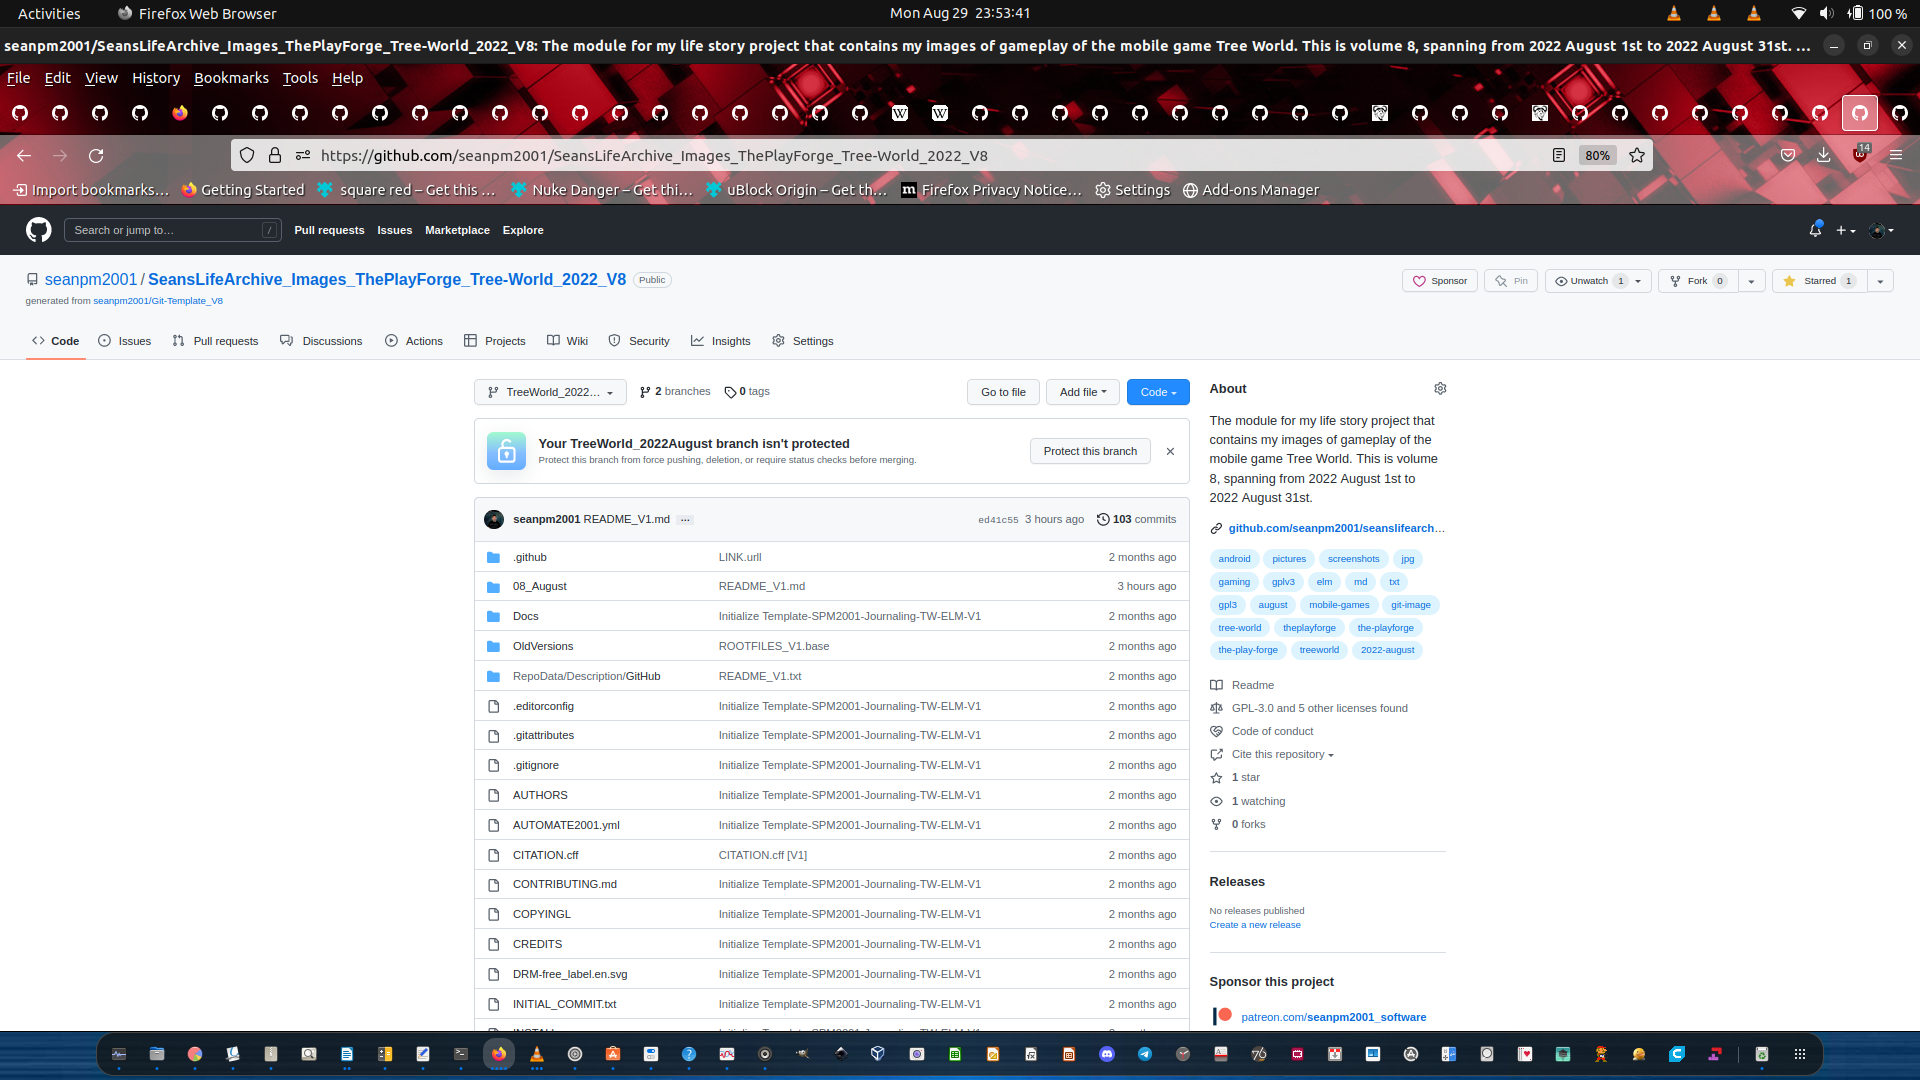 Activities
Firefox Web Browser
Mon Aug 29 23:53:41
100 %
seanpm2001/SeansLifeArchive_Images_ThePlayForge_Tree-World_2022_V8: The module for my life story project that contains my images of gameplay of the mobile game Tree World. This is volume 8, spanning from 2022 August 1st to 2022 August 31st. ...
File Edit View History Bookmarks Tools Help
https://github.com/seanpm2001/SeansLifeArchive_Images_ThePlayForge_Tree-World_2022_V8
80%
14
Import bookmarks... Getting Started square red – Get this ... Nuke Danger – Get thi... uBlock Origin – Get th... Firefox Privacy Notice... Settings Add-ons Manager
Search or jump to... /
Pull requests Issues Marketplace Explore
seanpm2001 / SeansLifeArchive_Images_ThePlayForge_Tree-World_2022_V8 Public
generated from seanpm2001/Git-Template_V8
Sponsor Pin Unwatch 1 Fork 0 Starred 1
Code Issues Pull requests Discussions Actions Projects Wiki Security Insights Settings
TreeWorld_2022... 2 branches 0 tags
Go to file Add file Code
Your TreeWorld_2022August branch isn't protected
Protect this branch from force pushing, deletion, or require status checks before merging.
Protect this branch
seanpm2001 README_V1.md ... ed41c55 3 hours ago 103 commits
.github LINK.urll 2 months ago
08_August README_V1.md 3 hours ago
Docs Initialize Template-SPM2001-Journaling-TW-ELM-V1 2 months ago
OldVersions ROOTFILES_V1.base 2 months ago
RepoData/Description/GitHub README_V1.txt 2 months ago
.editorconfig Initialize Template-SPM2001-Journaling-TW-ELM-V1 2 months ago
.gitattributes Initialize Template-SPM2001-Journaling-TW-ELM-V1 2 months ago
.gitignore Initialize Template-SPM2001-Journaling-TW-ELM-V1 2 months ago
AUTHORS Initialize Template-SPM2001-Journaling-TW-ELM-V1 2 months ago
AUTOMATE2001.yml Initialize Template-SPM2001-Journaling-TW-ELM-V1 2 months ago
CITATION.cff CITATION.cff [V1] 2 months ago
CONTRIBUTING.md Initialize Template-SPM2001-Journaling-TW-ELM-V1 2 months ago
COPYINGL Initialize Template-SPM2001-Journaling-TW-ELM-V1 2 months ago
CREDITS Initialize Template-SPM2001-Journaling-TW-ELM-V1 2 months ago
DRM-free_label.en.svg Initialize Template-SPM2001-Journaling-TW-ELM-V1 2 months ago
INITIAL_COMMIT.txt Initialize Template-SPM2001-Journaling-TW-ELM-V1 2 months ago
About
The module for my life story project that
contains my images of gameplay of the
mobile game Tree World. This is volume
8, spanning from 2022 August 1st to
2022 August 31st.
github.com/seanpm2001/seanslifearch...
android pictures screenshots jpg
gaming gplv3 elm md txt
gpl3 august mobile-games git-image
tree-world theplayforge the-playforge
the-play-forge treeworld 2022-august
Readme
GPL-3.0 and 5 other licenses found
Code of conduct
Cite this repository
1 star
1 watching
0 forks
Releases
No releases published
Create a new release
Sponsor this project
patreon.com/seanpm2001_software